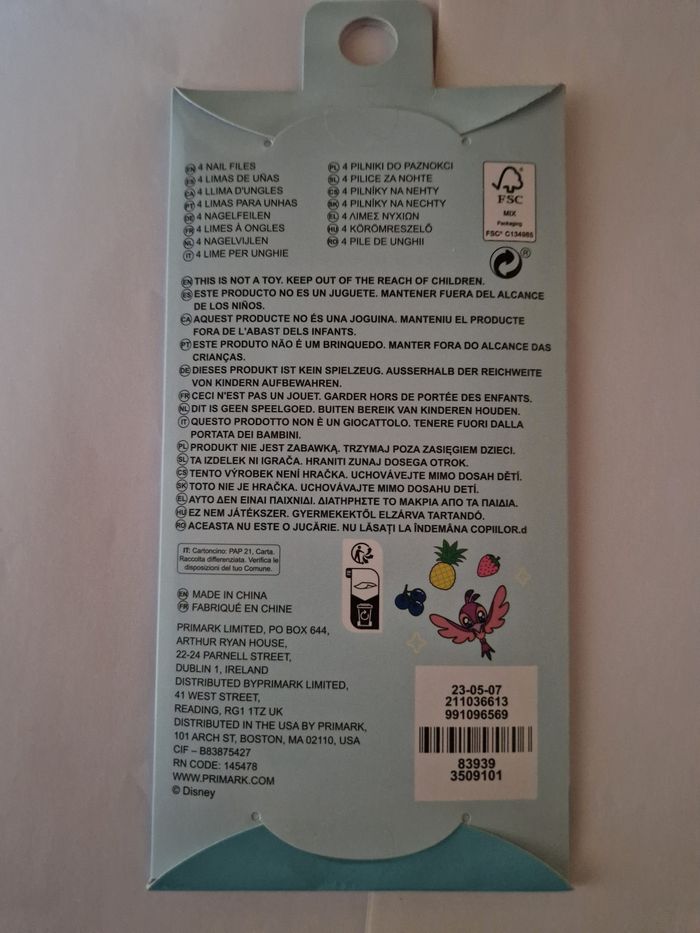 EN 4 NAIL FILES
ES 4 LIMAS DE UÑAS
CA 4 LLIMA D'UNGLES
PT 4 LIMAS PARA UNHAS
DE 4 NAGELFEILEN
FR 4 LIMES À ONGLES
NL 4 NAGELVIJLEN
IT 4 LIME PER UNGHIE
PL 4 PILNIKI DO PAZNOKCI
SL 4 PILICE ZA NOHTE
CS 4 PILNÍKY NA NEHTY
SK 4 PILNÍKY NA NECHTY
EL 4 ΛΙΜΕΣ ΝΥΧΙΩΝ
HU 4 KÖRÖMRESZELŐ
RO 4 PILE DE UNGHII
FSC
MIX
Packaging
FSC® C134985
®
EN THIS IS NOT A TOY. KEEP OUT OF THE REACH OF CHILDREN.
ES ESTE PRODUCTO NO ES UN JUGUETE. MANTENER FUERA DEL ALCANCE
DE LOS NIÑOS.
CA AQUEST PRODUCTE NO ÉS UNA JOGUINA. MANTENIU EL PRODUCTE
FORA DE L'ABAST DELS INFANTS.
PT ESTE PRODUTO NÃO É UM BRINQUEDO. MANTER FORA DO ALCANCE DAS
CRIANÇAS.
DE DIESES PRODUKT IST KEIN SPIELZEUG. AUSSERHALB DER REICHWEITE
VON KINDERN AUFBEWAHREN.
FR CECI N'EST PAS UN JOUET. GARDER HORS DE PORTÉE DES ENFANTS.
NL DIT IS GEEN SPEELGOED. BUITEN BEREIK VAN KINDEREN HOUDEN.
IT QUESTO PRODOTTO NON È UN GIOCATTOLO. TENERE FUORI DALLA
PORTATA DEI BAMBINI.
PL PRODUKT NIE JEST ZABAWKĄ. TRZYMAJ POZA ZASIĘGIEM DZIECI.
SL TA IZDELEK NI IGRAČA. HRANITI ZUNAJ DOSEGA OTROK.
CS TENTO VÝROBEK NENÍ HRAČKA. UCHOVÁVEJTE MIMO DOSAH DĚTÍ.
SK TOTO NIE JE HRAČKA. UCHOVÁVAJTE MIMO DOSAHU DETÍ.
EL ΑΥΤΟ ΔΕΝ ΕΙΝΑΙ ΠΑΙΧΝΙΔΙ. ΔΙΑΤΗΡΗΣΤΕ ΤΟ ΜΑΚΡΙΑ ΑΠΟ ΤΑ ΠΑΙΔΙΑ.
HU EZ NEM JÁTÉKSZER. GYERMEKEKTŐL ELZÁRVA TARTANDÓ.
RO ACEASTA NU ESTE O JUCĂRIE. NU LĂSAȚI LA ÎNDEMÂNA COPIILOR.d
IT: Cartoncino: PAP 21, Carta.
Raccolta differenziata. Verifica le
disposizioni del tuo Comune.
EN MADE IN CHINA
FR FABRIQUÉ EN CHINE
PRIMARK LIMITED, PO BOX 644,
ARTHUR RYAN HOUSE,
22-24 PARNELL STREET,
DUBLIN 1, IRELAND
DISTRIBUTED BYPRIMARK LIMITED,
41 WEST STREET,
READING, RG1 1TZ UK
DISTRIBUTED IN THE USA BY PRIMARK,
101 ARCH ST, BOSTON, MA 02110, USA
CIF – B83875427
RN CODE: 145478
WWW.PRIMARK.COM
© Disney
23-05-07
211036613
991096569
83939
3509101